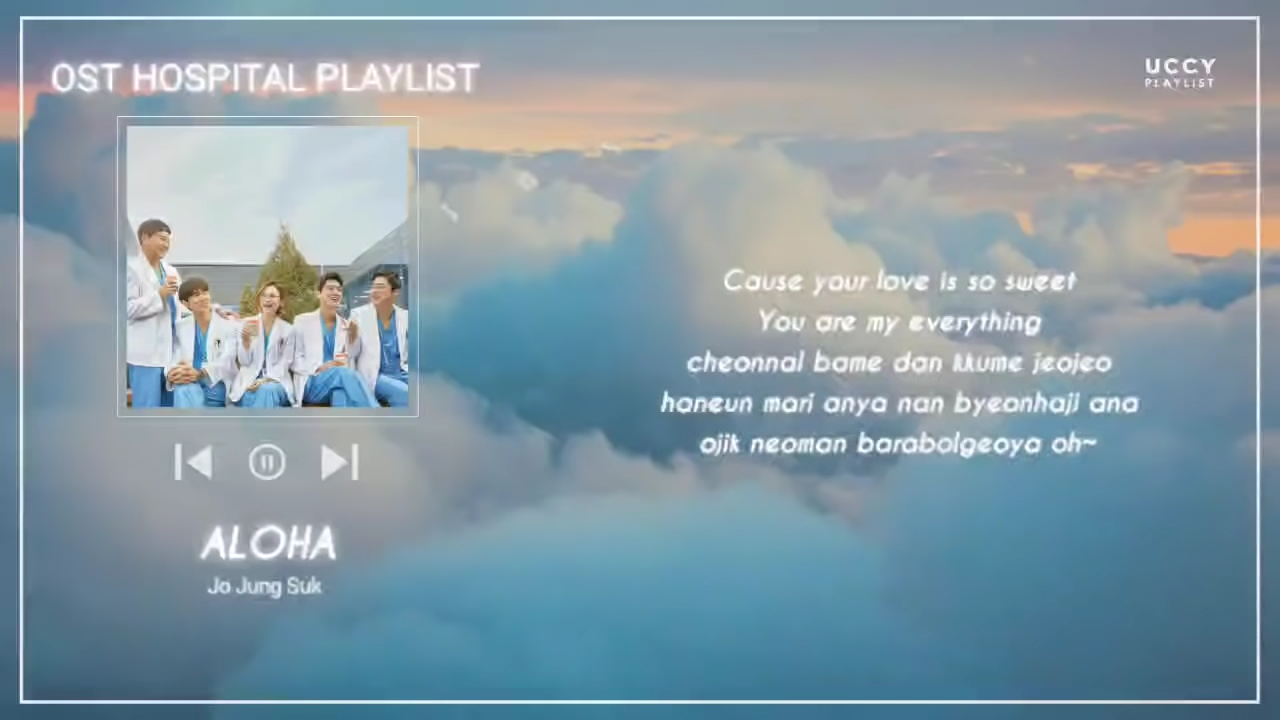 OST HOSPITAL PLAYLIST
UCCY
PLAYLIST
Cause your love is so sweet
You are my everything
cheonnal bame dan kkume jeojeo
haneun mari anya nan byeonhaji ana
ojik neoman barabolgeoya oh~
ALOHA
Jo Jung Suk